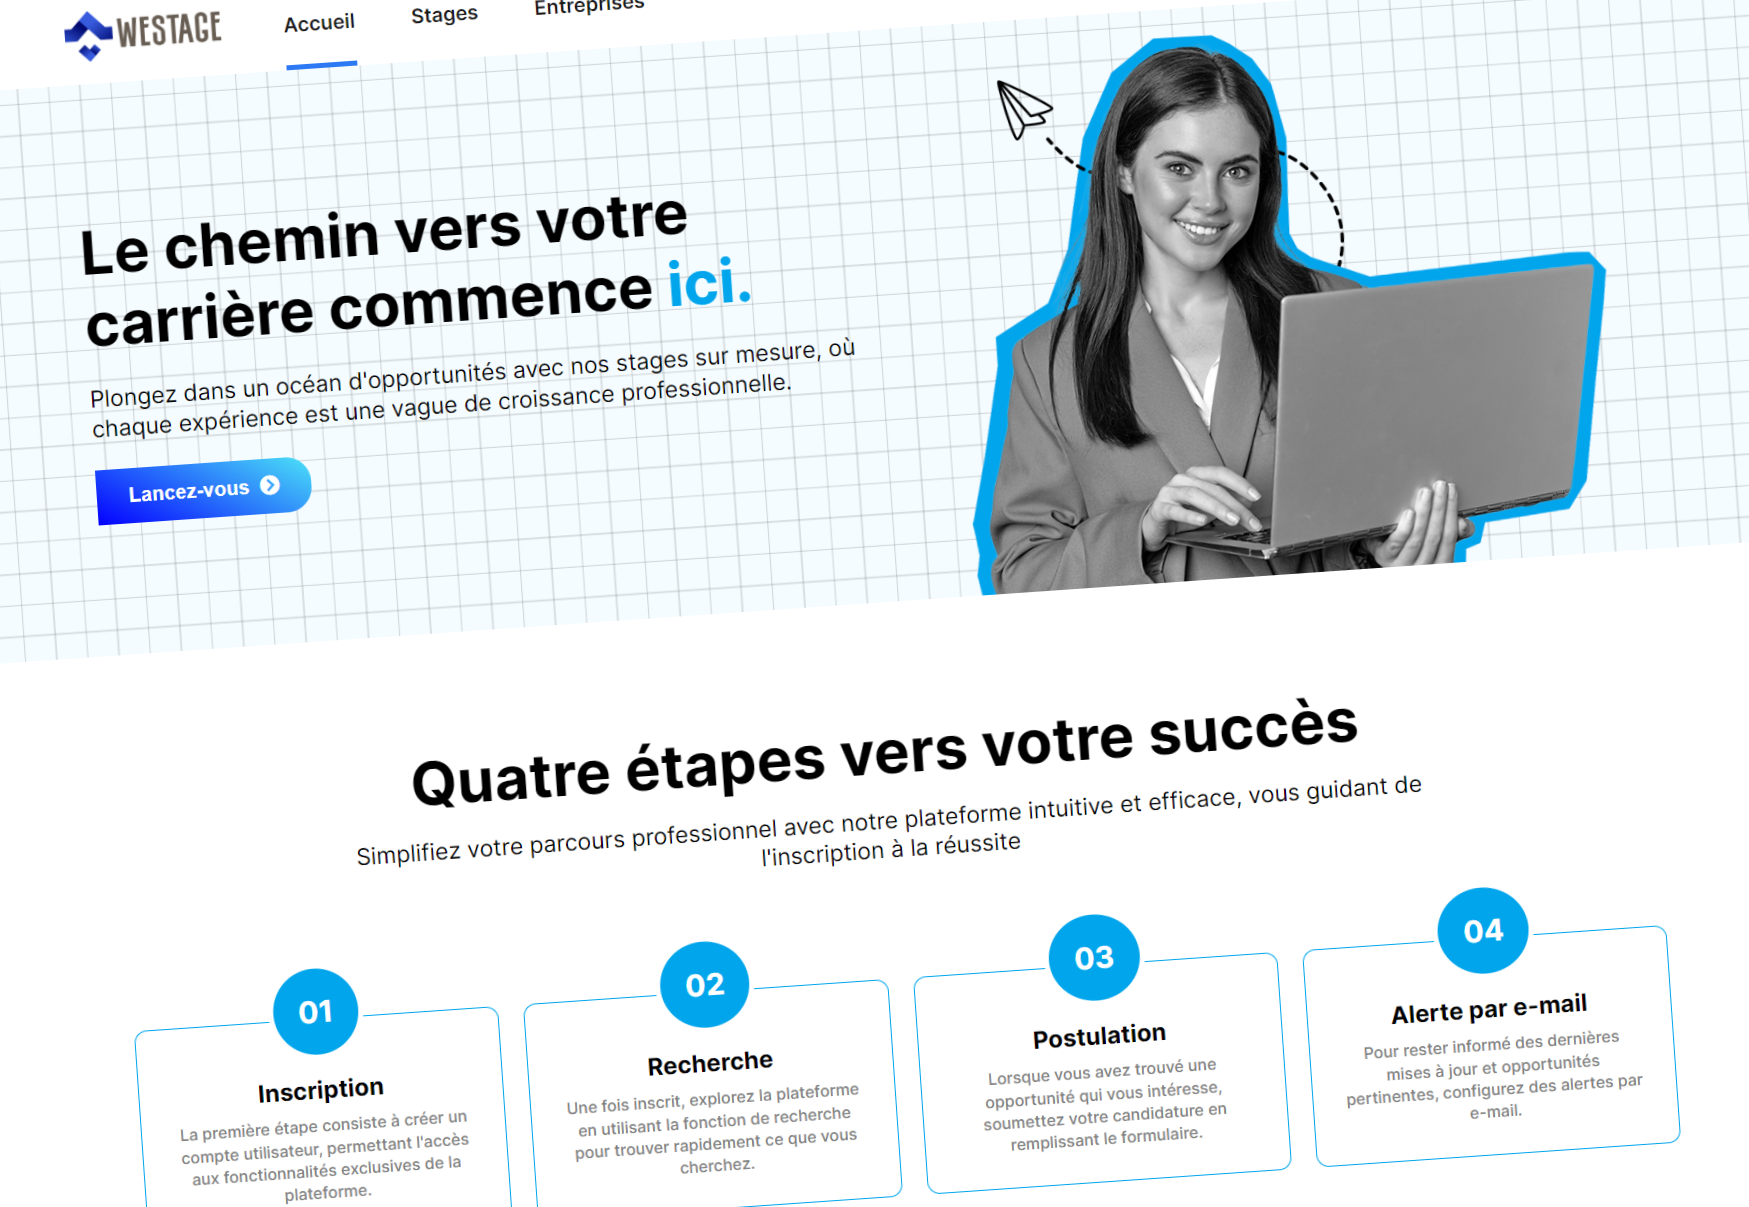 WESTAGE
Accueil
Stages
Entreprises
Le chemin vers votre
carrière commence ici.
Plongez dans un océan d'opportunités avec nos stages sur mesure, où
chaque expérience est une vague de croissance professionnelle.
Lancez-vous
Quatre étapes vers votre succès
Simplifiez votre parcours professionnel avec notre plateforme intuitive et efficace, vous guidant de
l'inscription à la réussite
01
Inscription
La première étape consiste à créer un
compte utilisateur, permettant l'accès
aux fonctionnalités exclusives de la
plateforme.
02
Recherche
Une fois inscrit, explorez la plateforme
en utilisant la fonction de recherche
pour trouver rapidement ce que vous
cherchez.
03
Postulation
Lorsque vous avez trouvé une
opportunité qui vous intéresse,
soumettez votre candidature en
remplissant le formulaire.
04
Alerte par e-mail
Pour rester informé des dernières
mises à jour et opportunités
pertinentes, configurez des alertes par
e-mail.